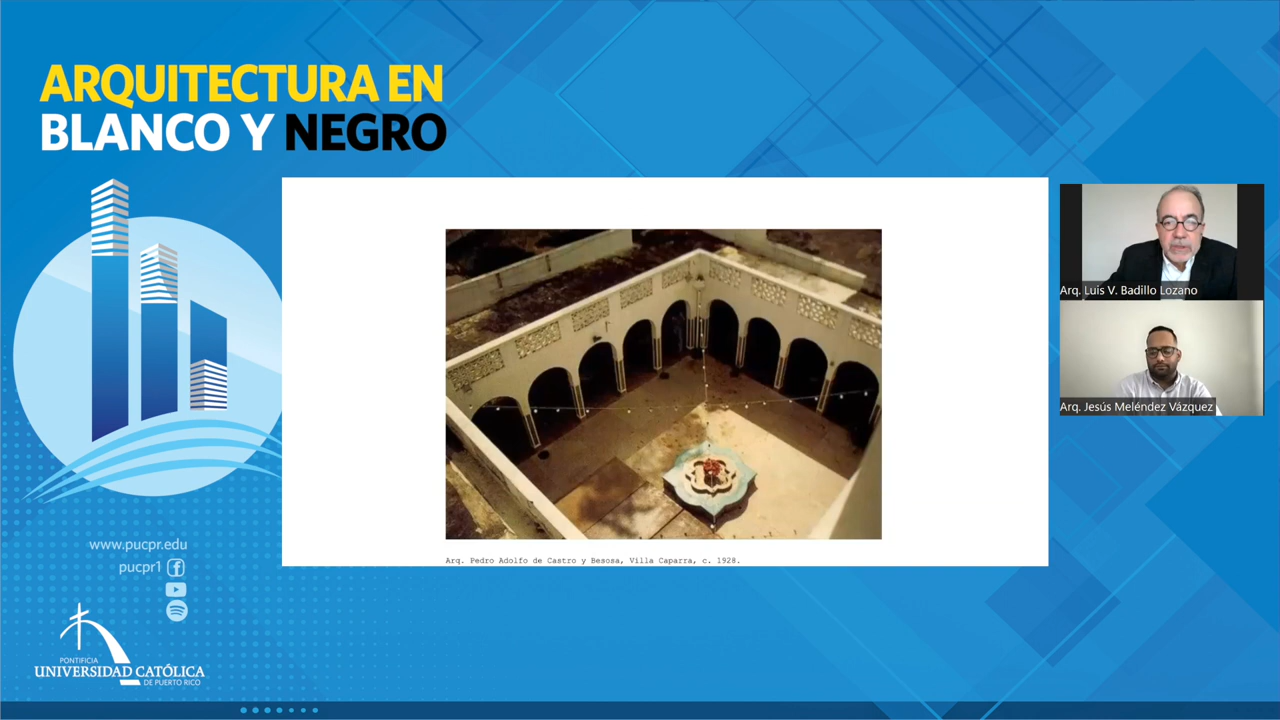 ARQUITECTURA EN
BLANCO Y NEGRO
Arq. Luis V. Badillo Lozano
Arq. Jesús Meléndez Vázquez
Arq. Pedro Adolfo de Castro y Besosa, Villa Caparra, c. 1928.
www.pucpr.edu
pucpr1
PONTIFICIA
UNIVERSIDAD CATÓLICA
DE PUERTO RICO